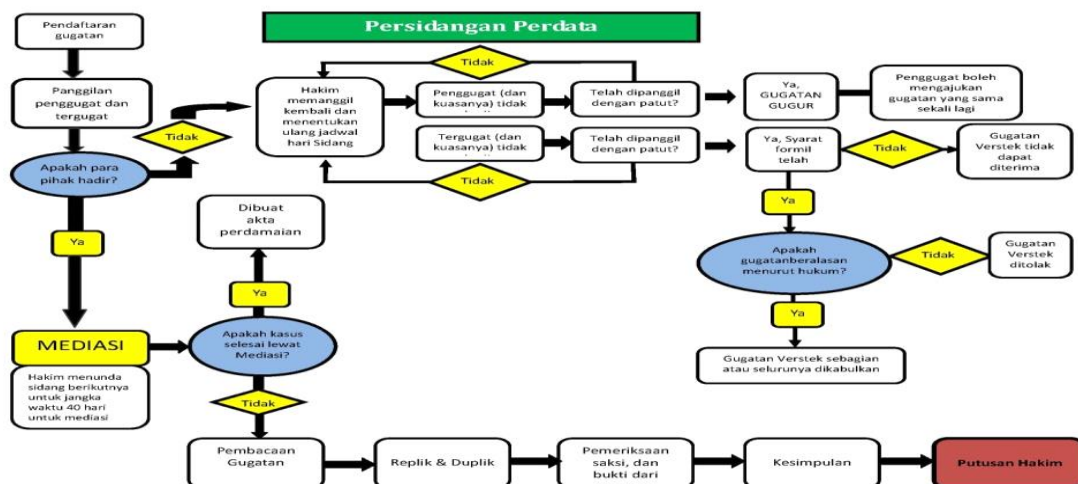 Persidangan Perdata
Pendaftaran
gugatan
Panggilan
penggugat dan
tergugat
Apakah para
pihak hadir?
Tidak
Ya
MEDIASI
Hakim menunda
sidang berikutnya
untuk jangka
waktu 40 hari
untuk mediasi
Hakim
memanggil
kembali dan
menentukan
ulang jadwal
hari Sidang
Tidak
Penggugat (dan
kuasanya) tidak
Telah dipanggil
dengan patut?
Ya,
GUGATAN
GUGUR
Penggugat boleh
mengajukan
gugatan yang sama
sekali lagi
Tergugat (dan
kuasanya) tidak
Telah dipanggil
dengan patut?
Tidak
Ya, Syarat
formil
telah
Tidak
Gugatan
Verstek tidak
dapat
diterima
Ya
Apakah
gugatanberalasan
menurut hukum?
Tidak
Gugatan
Verstek
ditolak
Ya
Gugatan Verstek sebagian
atau seluruhnya dikabulkan
Dibuat
akta
perdamaian
Ya
Apakah kasus
selesai lewat
Mediasi?
Tidak
Pembacaan
Gugatan
Replik & Duplik
Pemeriksaan
saksi, dan
bukti dari
Kesimpulan
Putusan Hakim